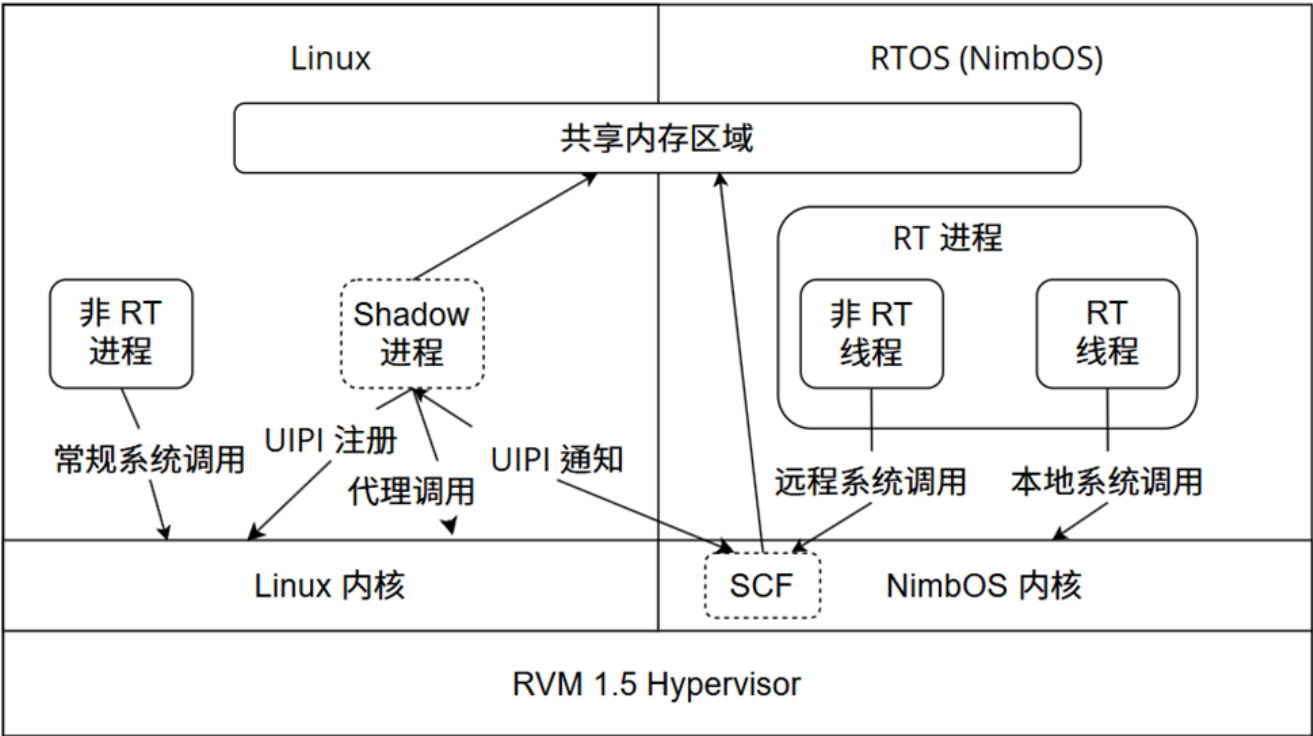 Linux
RTOS (NimbOS)
共享内存区域
RT 进程
非 RT
进程
Shadow
进程
非 RT
线程
RT
线程
常规系统调用
UIPI 注册
代理调用
UIPI 通知
远程系统调用
本地系统调用
Linux 内核
SCF
NimbOS 内核
RVM 1.5 Hypervisor